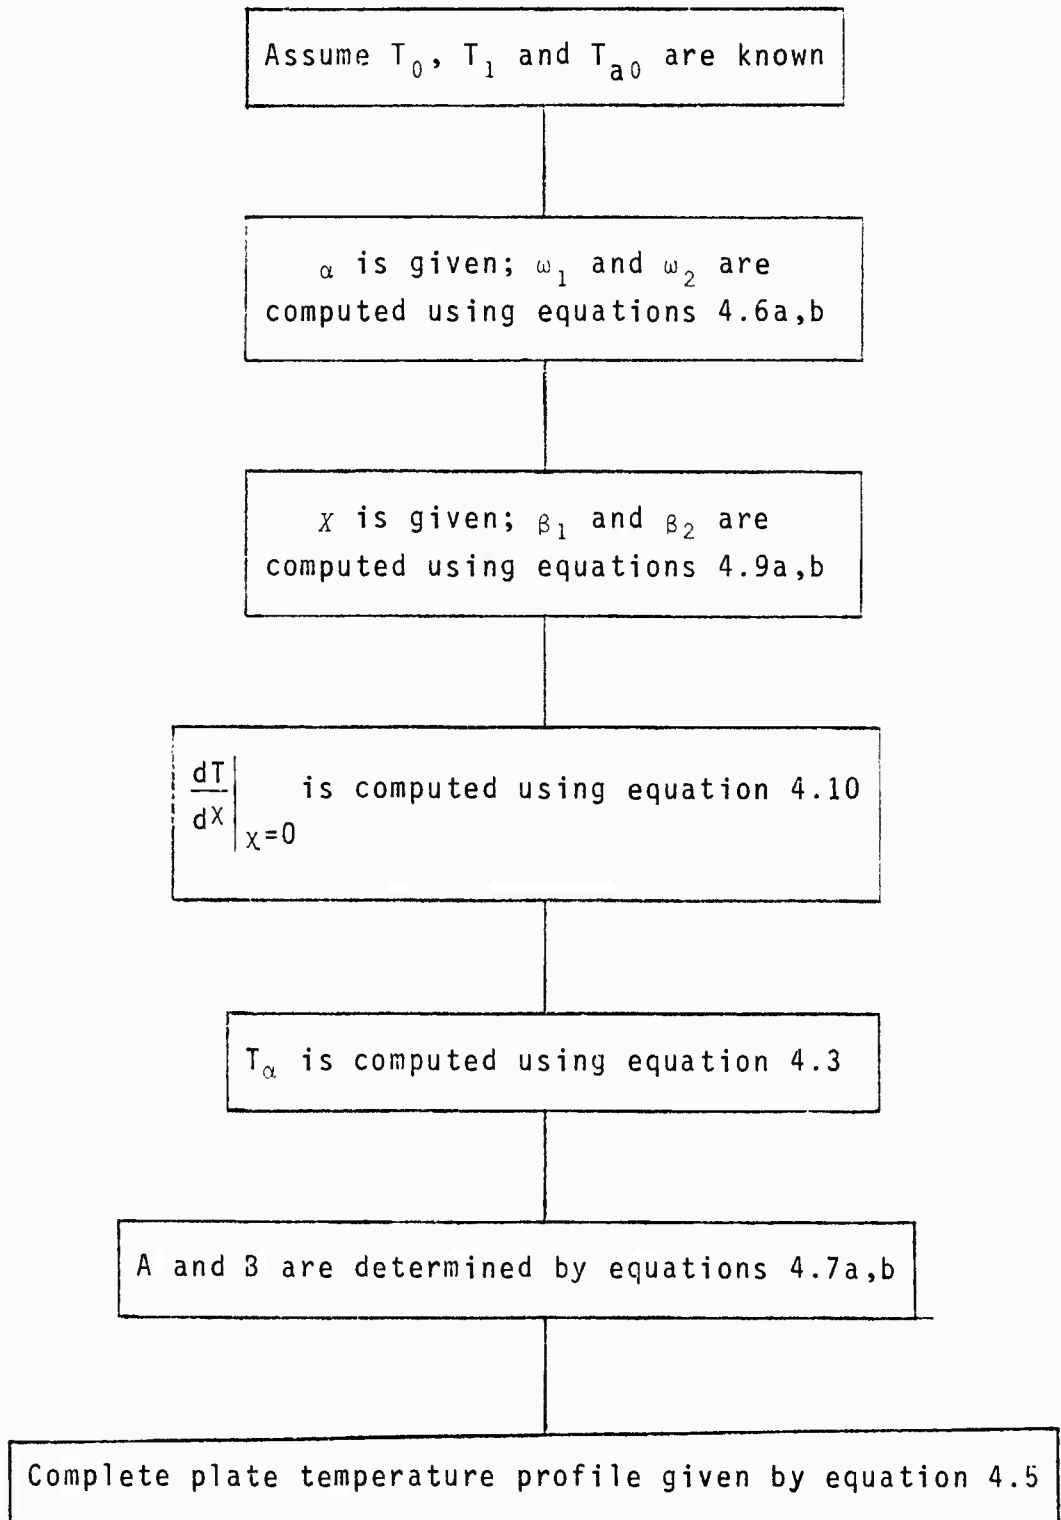 Assume T₀, T₁ and Tₐ₀ are known
α is given; ω₁ and ω₂ are
computed using equations 4.6a,b
X is given; β₁ and β₂ are
computed using equations 4.9a,b
dT/dX|X=0 is computed using equation 4.10
T_α is computed using equation 4.3
A and B are determined by equations 4.7a,b
Complete plate temperature profile given by equation 4.5